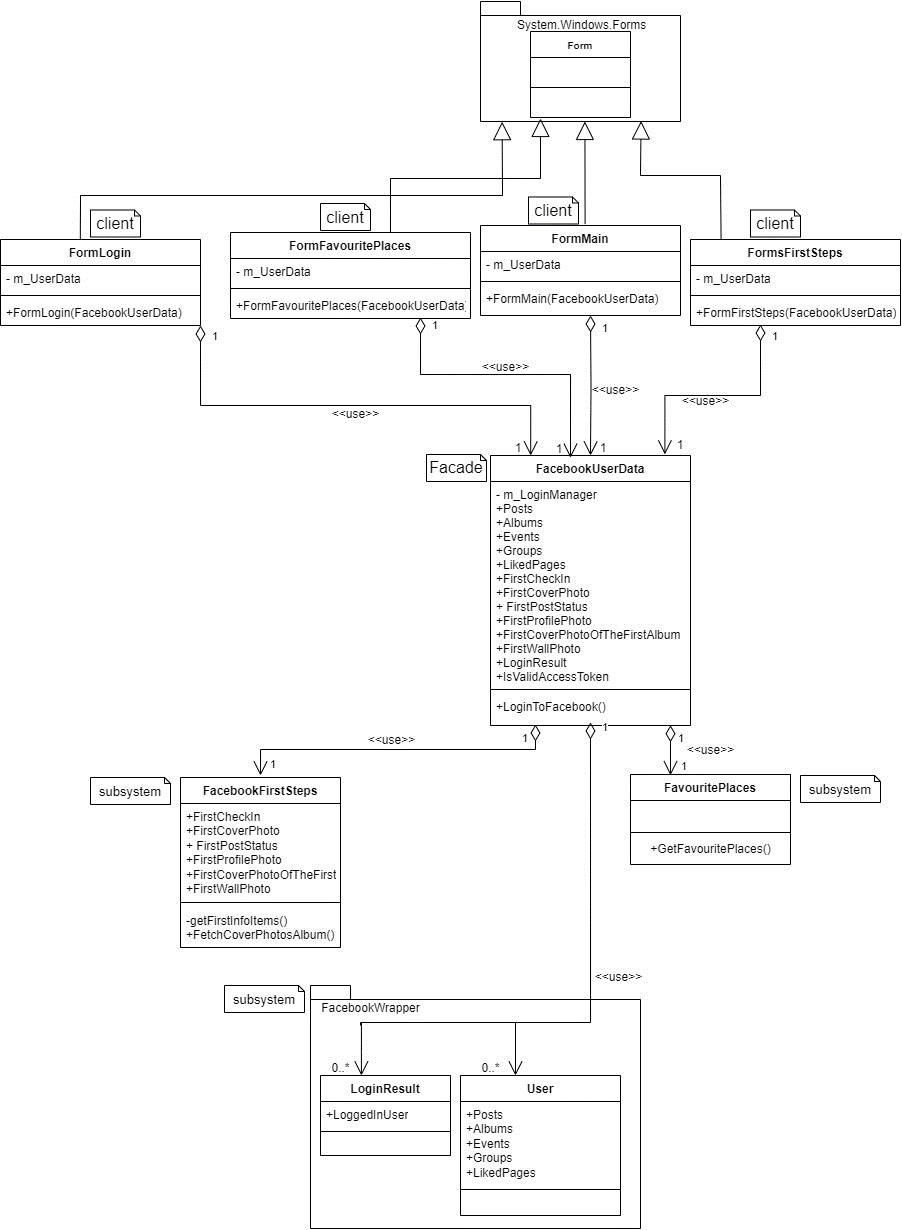 System.Windows.Forms
Form
client
client
client
client
FormLogin
- m_UserData
+FormLogin(FacebookUserData)
FormFavouritePlaces
- m_UserData
+FormFavouritePlaces(FacebookUserData
FormMain
- m_UserData
+FormMain(FacebookUserData)
FormsFirstSteps
- m_UserData
+FormFirstSteps(FacebookUserData)
1
1
1
1
<<use>>
<<use>>
<<use>>
<<use>>
1
1
1
1
Facade
FacebookUserData
- m_LoginManager
+Posts
+Albums
+Events
+Groups
+LikedPages
+FirstCheckIn
+FirstCoverPhoto
+ FirstPostStatus
+FirstProfilePhoto
+FirstCoverPhotoOfTheFirstAlbum
+FirstWallPhoto
+LoginResult
+IsValidAccessToken
+LoginToFacebook()
1
1
1
<<use>>
<<use>>
1
1
subsystem
FacebookFirstSteps
+FirstCheckIn
+FirstCoverPhoto
+ FirstPostStatus
+FirstProfilePhoto
+FirstCoverPhotoOfTheFirst
+FirstWallPhoto
-getFirstInfoItems()
+FetchCoverPhotosAlbum()
FavouritePlaces
+GetFavouritePlaces()
subsystem
<<use>>
subsystem
FacebookWrapper
0..*
0..*
LoginResult
+LoggedInUser
User
+Posts
+Albums
+Events
+Groups
+LikedPages